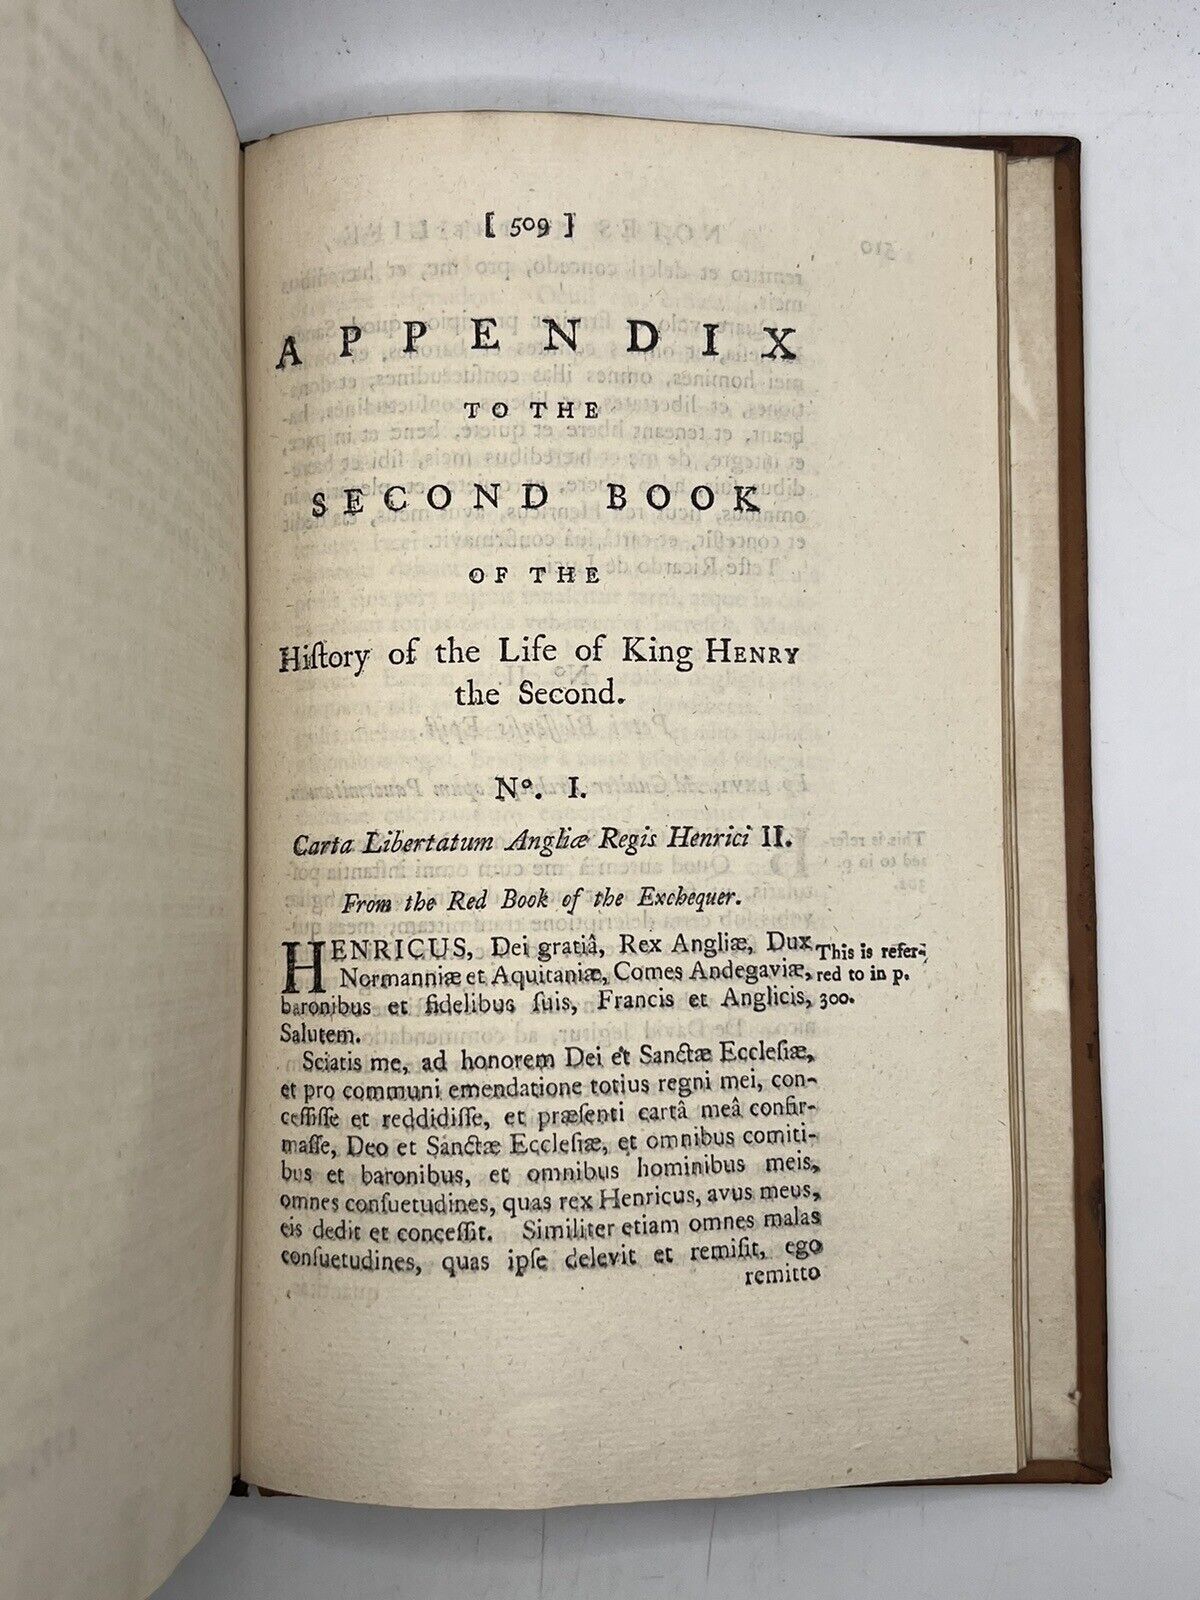 [ 509 ]
APPENDIX
TO THE
SECOND BOOK
OF THE
Hiſtory of the Life of King HENRY
the Second.
Nº. I.
Carta Libertatum Angliæ Regis Henrici II.
From the Red Book of the Exchequer.
HENRICUS, Dei gratiâ, Rex Angliæ, Dux
Normanniæ et Aquitaniæ, Comes Andegaviæ,
baronibus et fidelibus ſuis, Francis et Anglicis,
Salutem.
This is refer-
red to in p.
300.
Sciatis me, ad honorem Dei et Sanctæ Eccleſiæ,
et pro communi emendatione totius regni mei, con-
ceſſiſſe et reddidiſſe, et præſenti cartâ meâ confir-
maſſe, Deo et Sanctæ Eccleſiæ, et omnibus comiti-
bus et baronibus, et omnibus hominibus meis,
omnes conſuetudines, quas rex Henricus, avus meus,
eis dedit et conceſſit. Similiter etiam omnes malas
conſuetudines, quas ipſe delevit et remiſit, ego
remitto